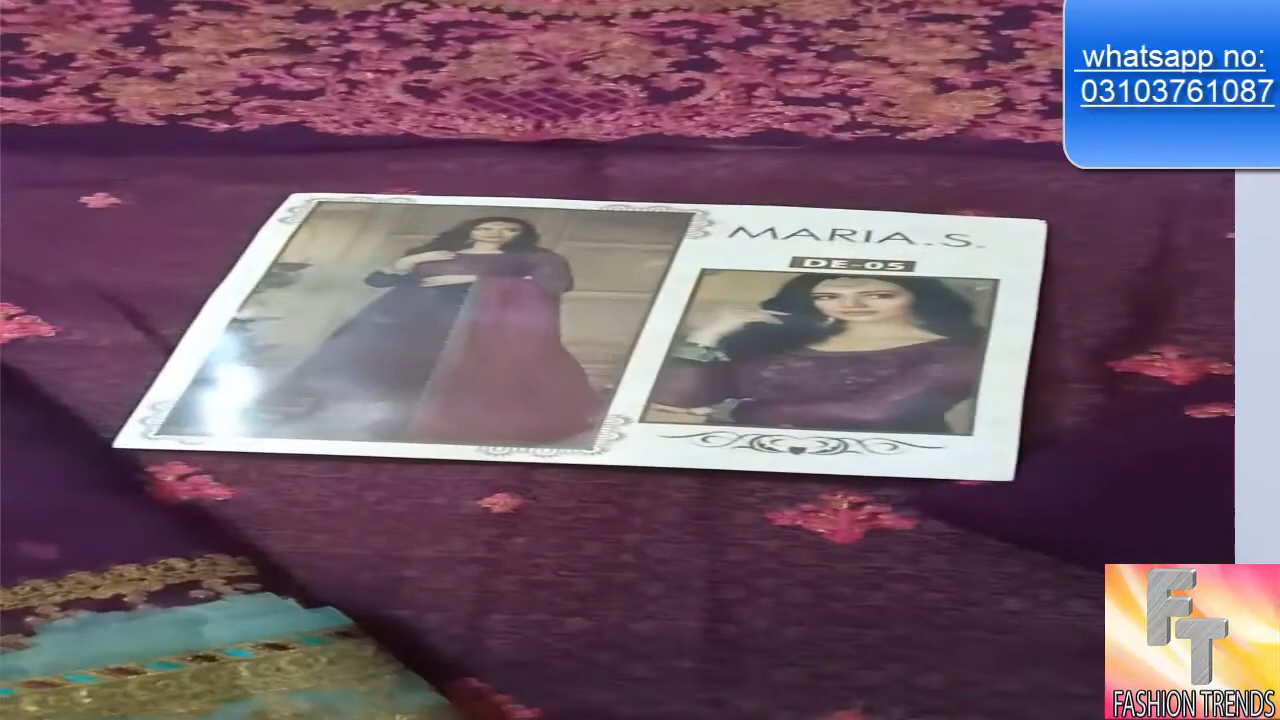 whatsapp no:
03103761087
MARIA.S.
DE-05
FT
FASHION TRENDS